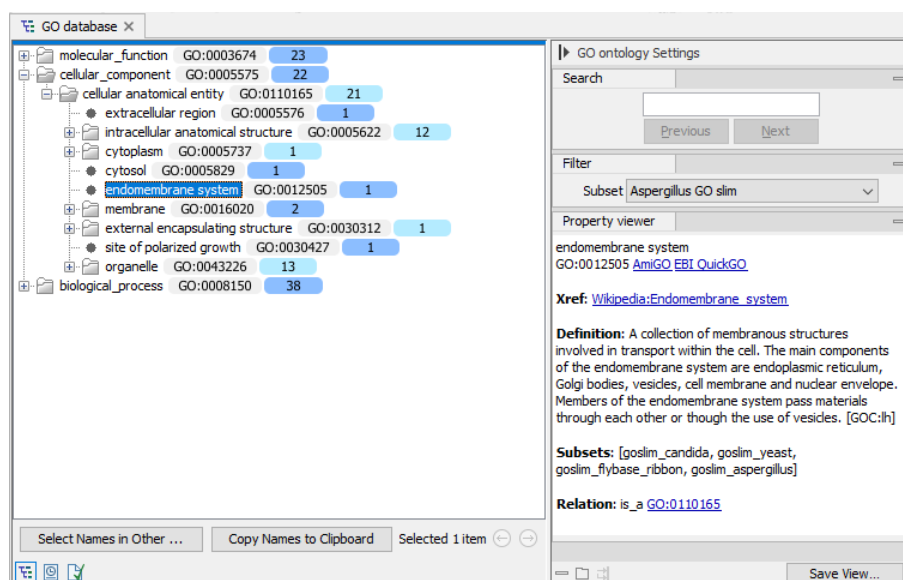 GO database
molecular_function GO:0003674 23
cellular_component GO:0005575 22
cellular anatomical entity GO:0110165 21
extracellular region GO:0005576 1
intracellular anatomical structure GO:0005622 12
cytoplasm GO:0005737 1
cytosol GO:0005829 1
endomembrane system GO:0012505 1
membrane GO:0016020 2
external encapsulating structure GO:0030312 1
site of polarized growth GO:0030427 1
organelle GO:0043226 13
biological_process GO:0008150 38
Select Names in Other ... Copy Names to Clipboard Selected 1 item
GO ontology Settings
Search
Previous Next
Filter
Subset Aspergillus GO slim
Property viewer
endomembrane system
GO:0012505 AmiGO EBI QuickGO
Xref: Wikipedia:Endomembrane_system
Definition: A collection of membranous structures
involved in transport within the cell. The main components
of the endomembrane system are endoplasmic reticulum,
Golgi bodies, vesicles, cell membrane and nuclear envelope.
Members of the endomembrane system pass materials
through each other or though the use of vesicles. [GOC:lh]
Subsets: [goslim_candida, goslim_yeast,
goslim_flybase_ribbon, goslim_aspergillus]
Relation: is_a GO:0110165
Save View...